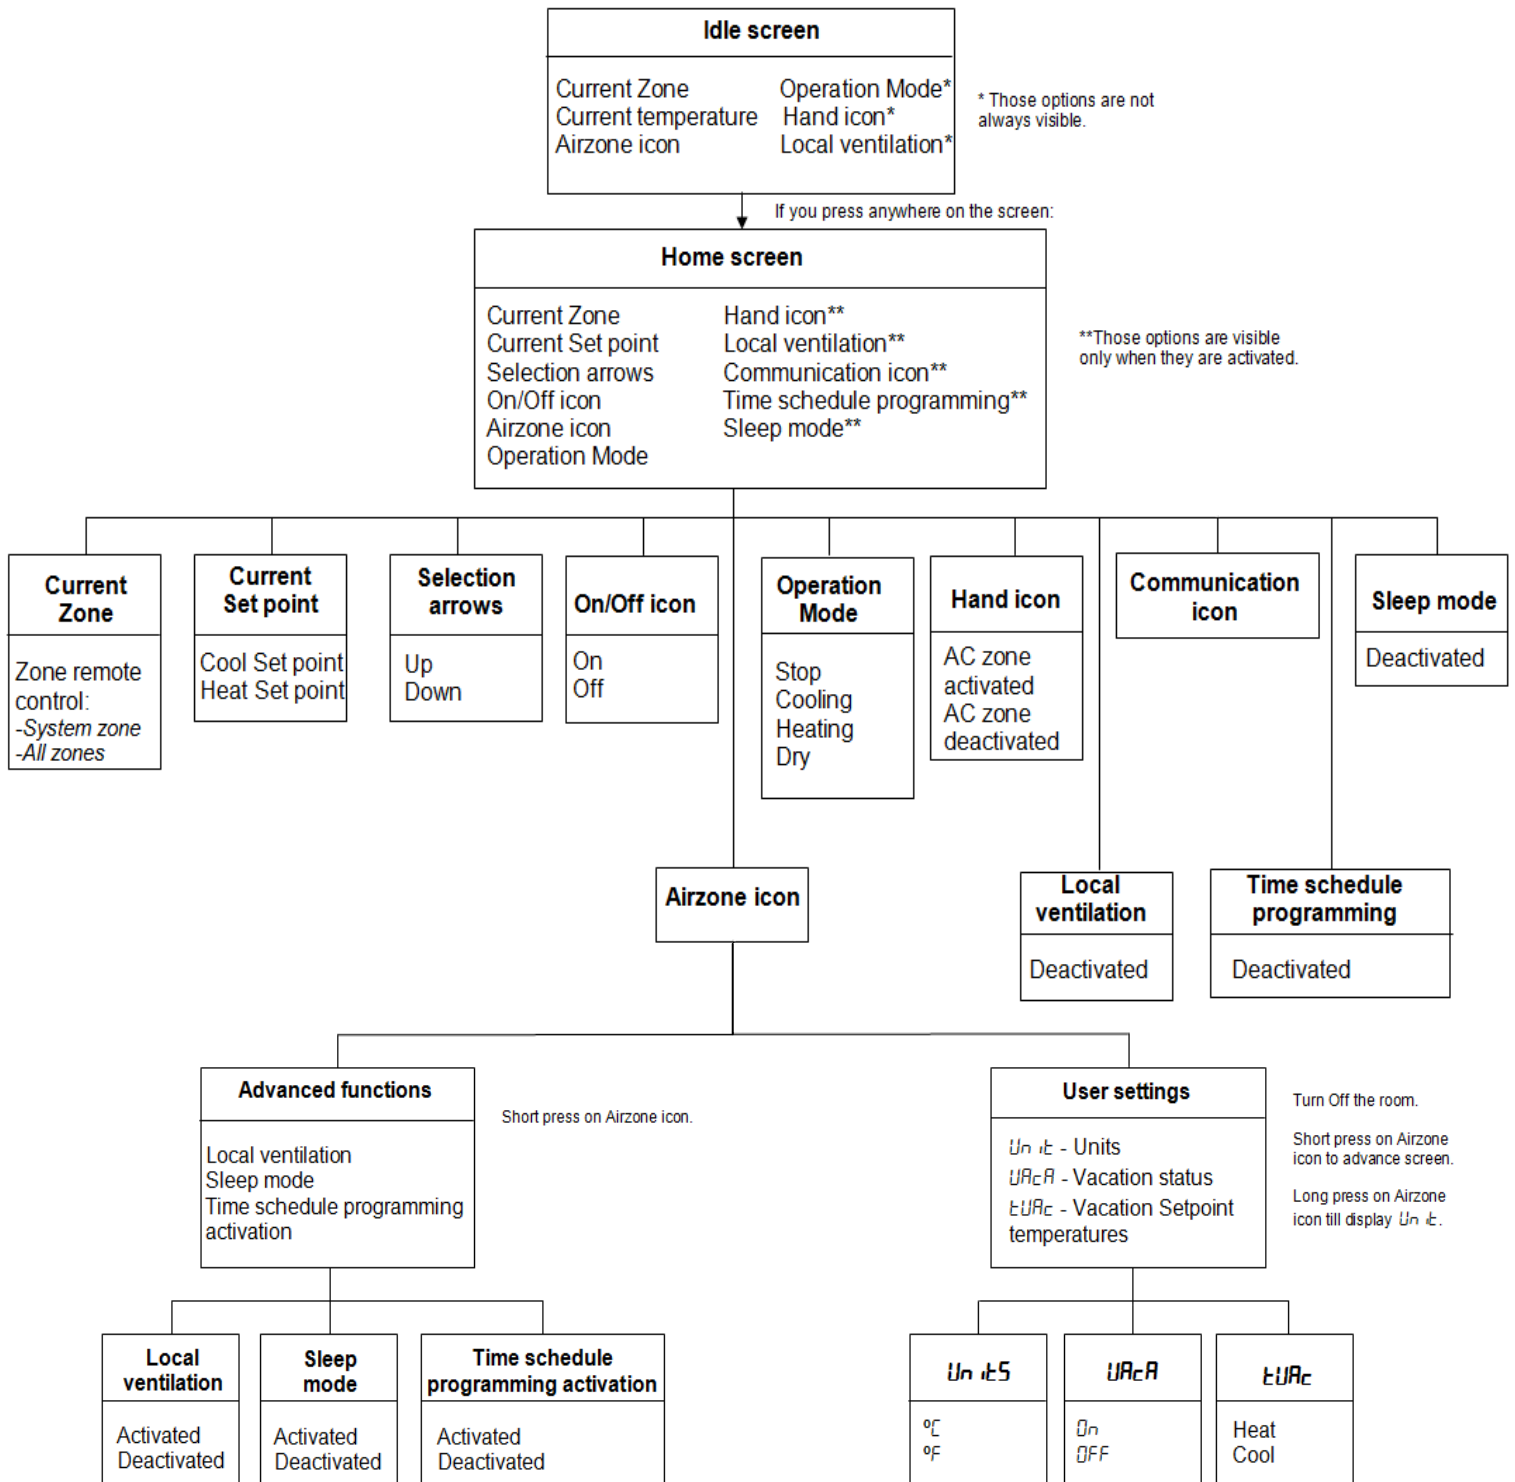 Idle screen
Current Zone Operation Mode*
Current temperature Hand icon*
Airzone icon Local ventilation*
* Those options are not
always visible.
If you press anywhere on the screen:
Home screen
Current Zone Hand icon**
Current Set point Local ventilation**
Selection arrows Communication icon**
On/Off icon Time schedule programming**
Airzone icon Sleep mode**
Operation Mode
**Those options are visible
only when they are activated.
Current
Zone
Zone remote
control:
-System zone
-All zones
Current
Set point
Cool Set point
Heat Set point
Selection
arrows
Up
Down
On/Off icon
On
Off
Operation
Mode
Stop
Cooling
Heating
Dry
Hand icon
AC zone
activated
AC zone
deactivated
Communication
icon
Sleep mode
Deactivated
Airzone icon
Local
ventilation
Deactivated
Time schedule
programming
Deactivated
Advanced functions
Local ventilation
Sleep mode
Time schedule programming
activation
Short press on Airzone icon.
User settings
Unit - Units
UAcA - Vacation status
tUAc - Vacation Setpoint
temperatures
Turn Off the room.
Short press on Airzone
icon to advance screen.
Long press on Airzone
icon till display Unit.
Local
ventilation
Activated
Deactivated
Sleep
mode
Activated
Deactivated
Time schedule
programming activation
Activated
Deactivated
UnitS
ºC
ºF
UAcA
On
OFF
tUAc
Heat
Cool